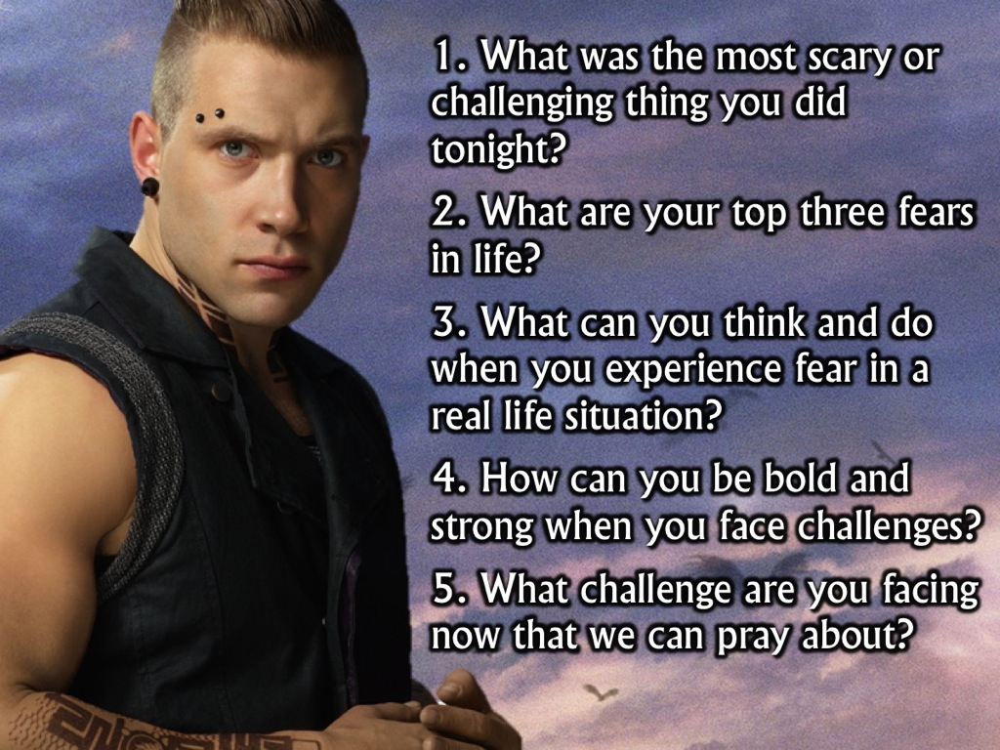 1. What was the most scary or
challenging thing you did
tonight?
2. What are your top three fears
in life?
3. What can you think and do
when you experience fear in a
real life situation?
4. How can you be bold and
strong when you face challenges?
5. What challenge are you facing
now that we can pray about?